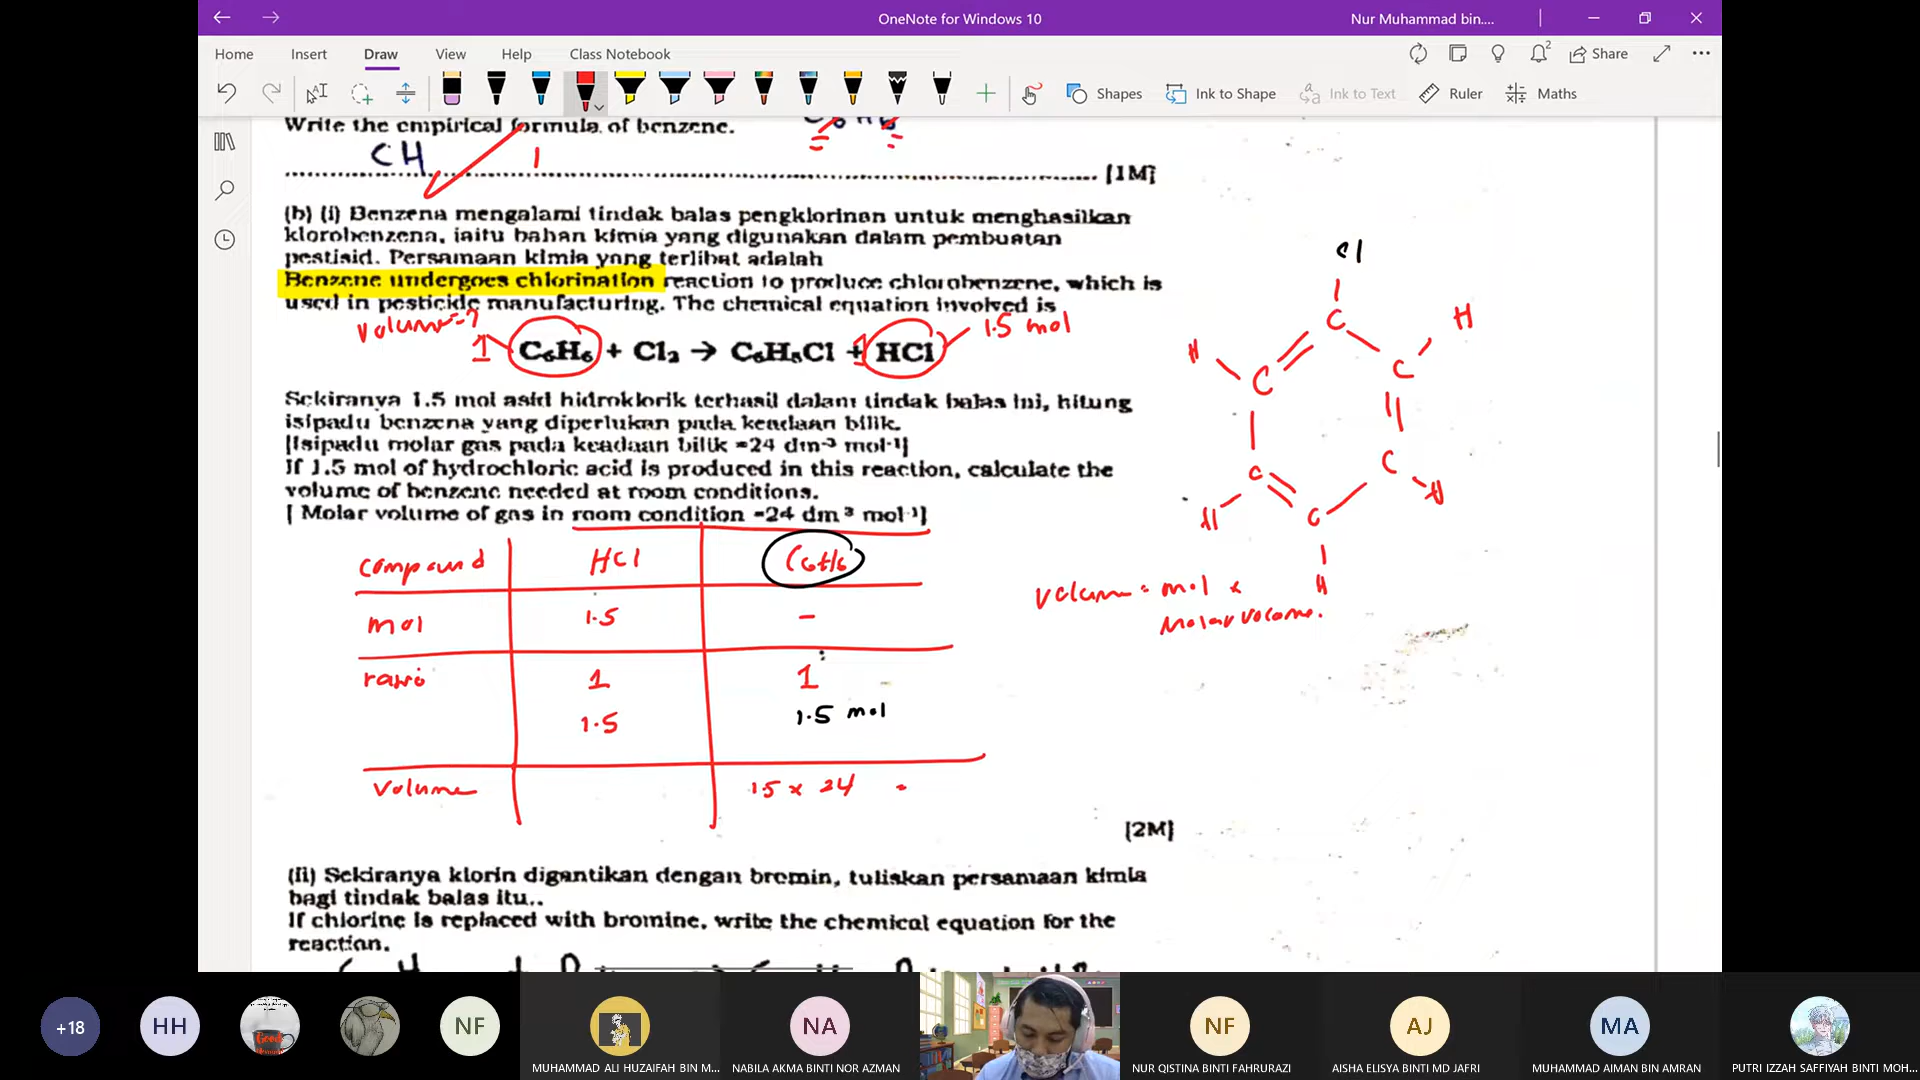 OneNote for Windows 10
Nur Muhammad bin....
Home Insert Draw View Help Class Notebook
2 Share
Shapes Ink to Shape Ink to Text Ruler Maths
Write the empirical formula of benzene.
CH
1
[1M]
(b) (i) Benzena mengalami tindak balas pengklorinan untuk menghasilkan
klorobenzena, iaitu bahan kimia yang digunakan dalam pembuatan
pestisid. Persamaan kimia yang terlibat adalah
Benzene undergoes chlorination reaction to produce chlorobenzene, which is
used in pesticide manufacturing. The chemical equation involved is
volume=?
1.5 mol
1 C₆H₆ + Cl₂ → C₆H₅Cl + 1 HCl
Sekiranya 1.5 mol asid hidroklorik terhasil dalam tindak balas ini, hitung
isipadu benzena yang diperlukan pada keadaan bilik.
[Isipadu molar gas pada keadaan bilik =24 dm⁻³ mol⁻¹]
If 1.5 mol of hydrochloric acid is produced in this reaction, calculate the
volume of benzene needed at room conditions.
[ Molar volume of gas in room condition =24 dm³ mol⁻¹]
compound HCl C6H6
mol 1.5 -
ratio 1 1
1.5 1.5 mol
volume 1.5 x 24
Cl
C H
H C C
C C
H C H
H
volume = mol x
Molar volume.
[2M]
(ii) Sekiranya klorin digantikan dengan bromin, tuliskan persamaan kimia
bagi tindak balas itu..
If chlorine is replaced with bromine, write the chemical equation for the
reaction.
+18
HH
Good
NF
MUHAMMAD ALI HUZAIFAH BIN M...
NA
NABILA AKMA BINTI NOR AZMAN
NF
NUR QISTINA BINTI FAHRURAZI
AJ
AISHA ELISYA BINTI MD JAFRI
MA
MUHAMMAD AIMAN BIN AMRAN
PUTRI IZZAH SAFFIYAH BINTI MOH...